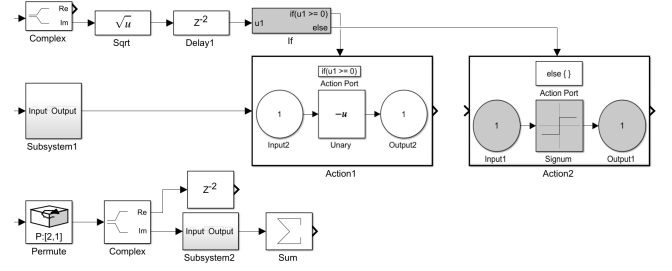 Re
Im
Complex
√u
Sqrt
Z-2
Delay1
u1
if(u1 >= 0)
else
If
Input Output
Subsystem1
if(u1 >= 0)
Action Port
1
Input2
-u
Unary
1
Output2
Action1
else { }
Action Port
1
Input1
Signum
1
Output1
Action2
P:[2,1]
Permute
Re
Im
Complex
Z-2
Input Output
Subsystem2
Sum